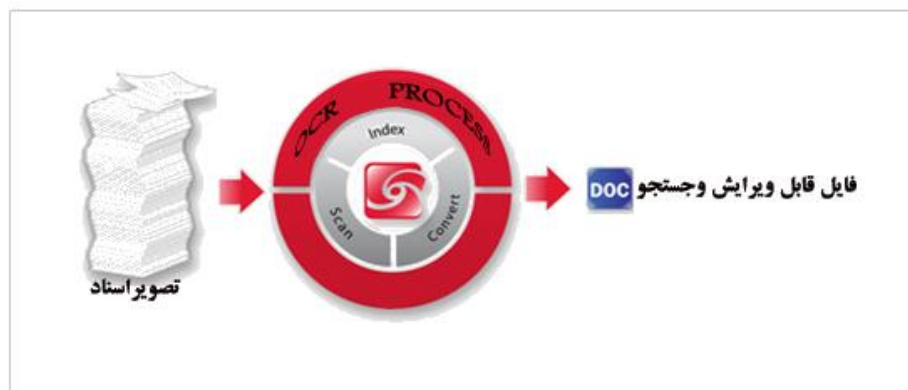 OCR PROCESS
Index
Scan
Convert
تصویراسناد
DOC
فایل قابل ویرایش وجستجو